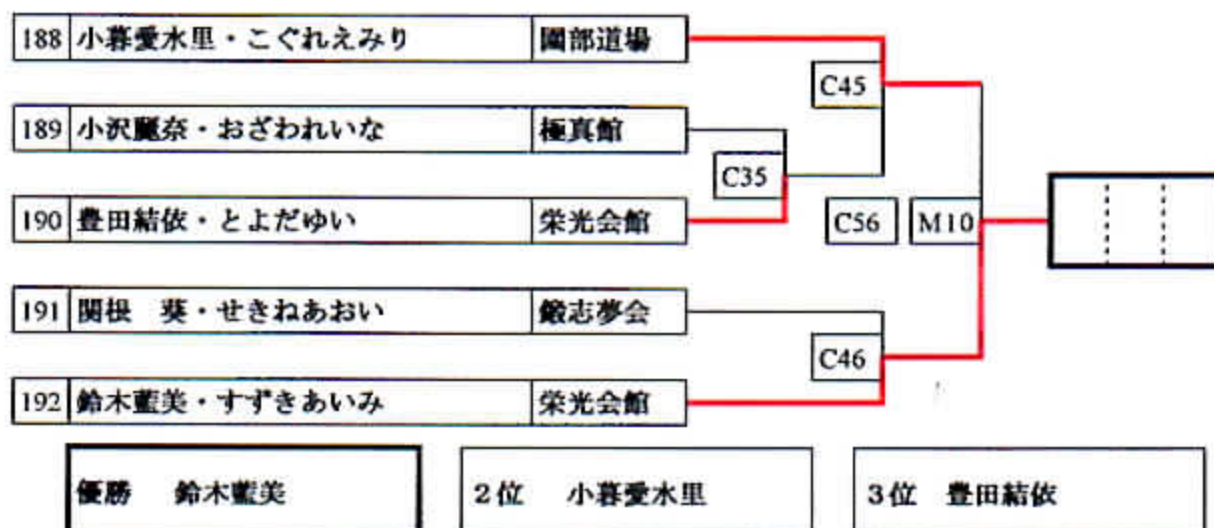 188 小暮愛水里・こぐれえみり 園部道場
C45
189 小沢麗奈・おざわれいな 極真館
C35
190 豊田結依・とよだゆい 栄光会館
C56 M10
191 関根 葵・せきねあおい 鍛志夢会
C46
192 鈴木藍美・すずきあいみ 栄光会館
優勝 鈴木藍美 2位 小暮愛水里 3位 豊田結依